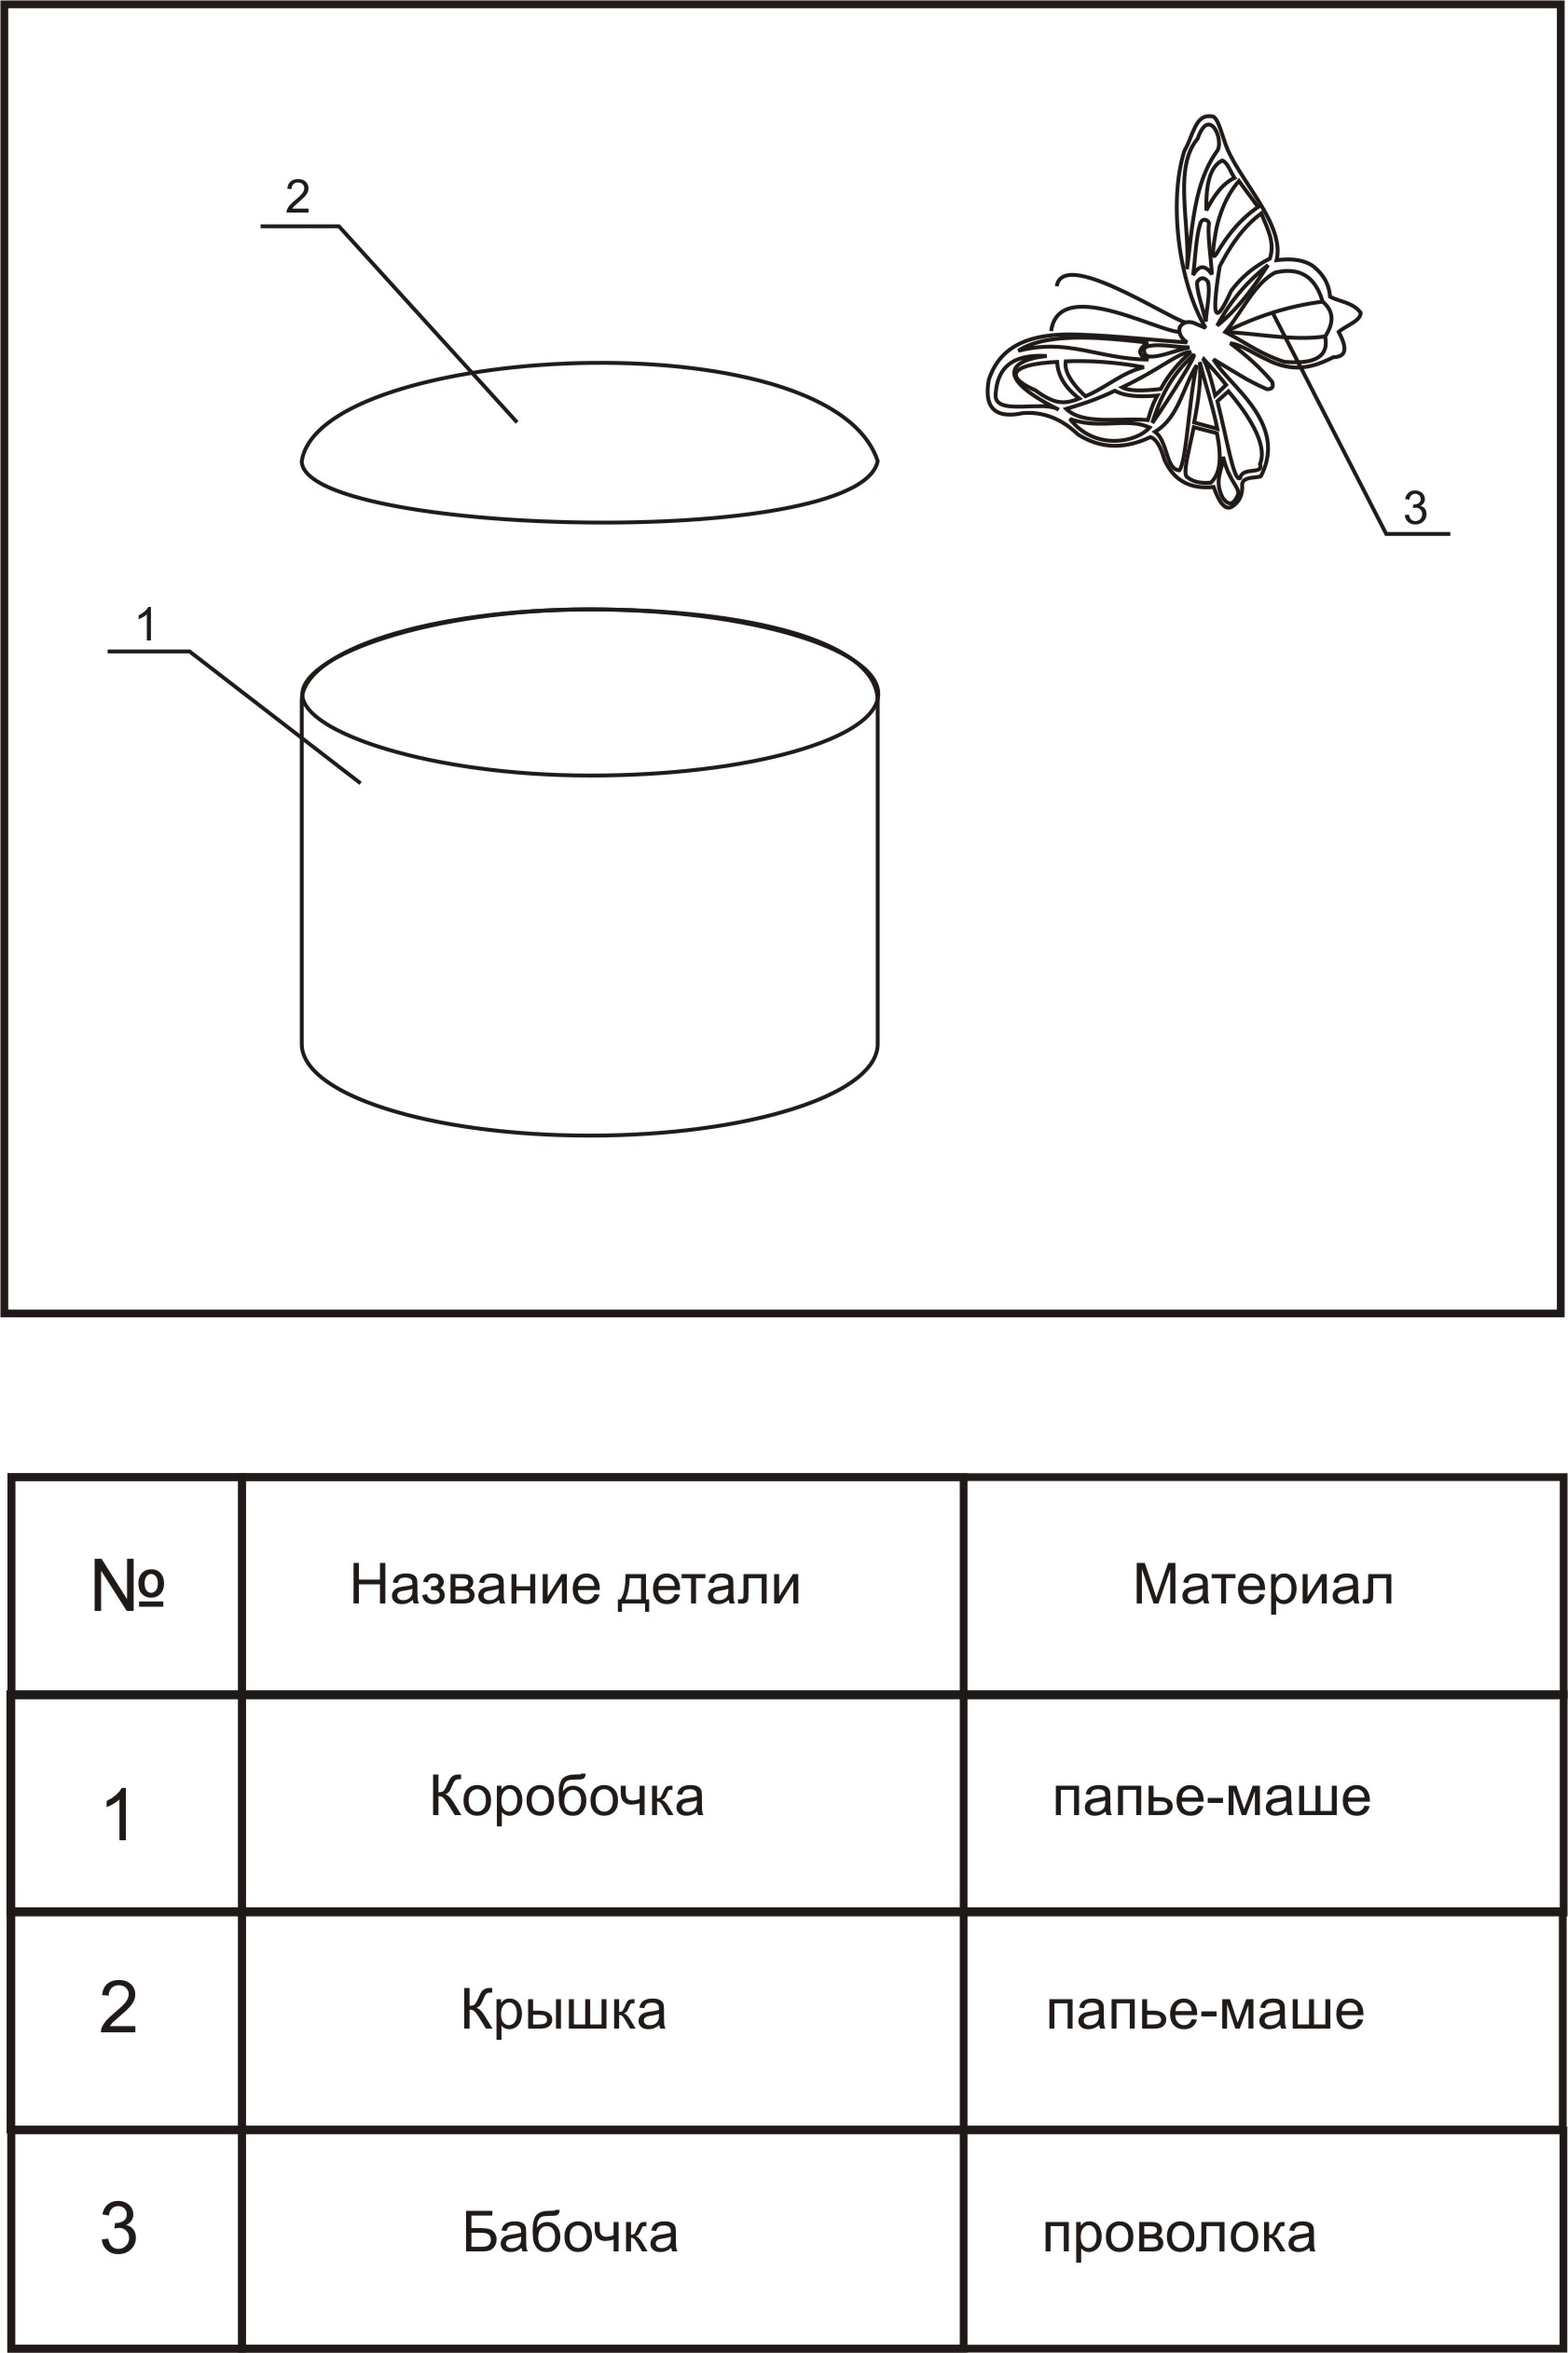 2
3
1
№ Название детали Материал
1 Коробочка папье-маше
2 Крышка папье-маше
3 Бабочка проволока